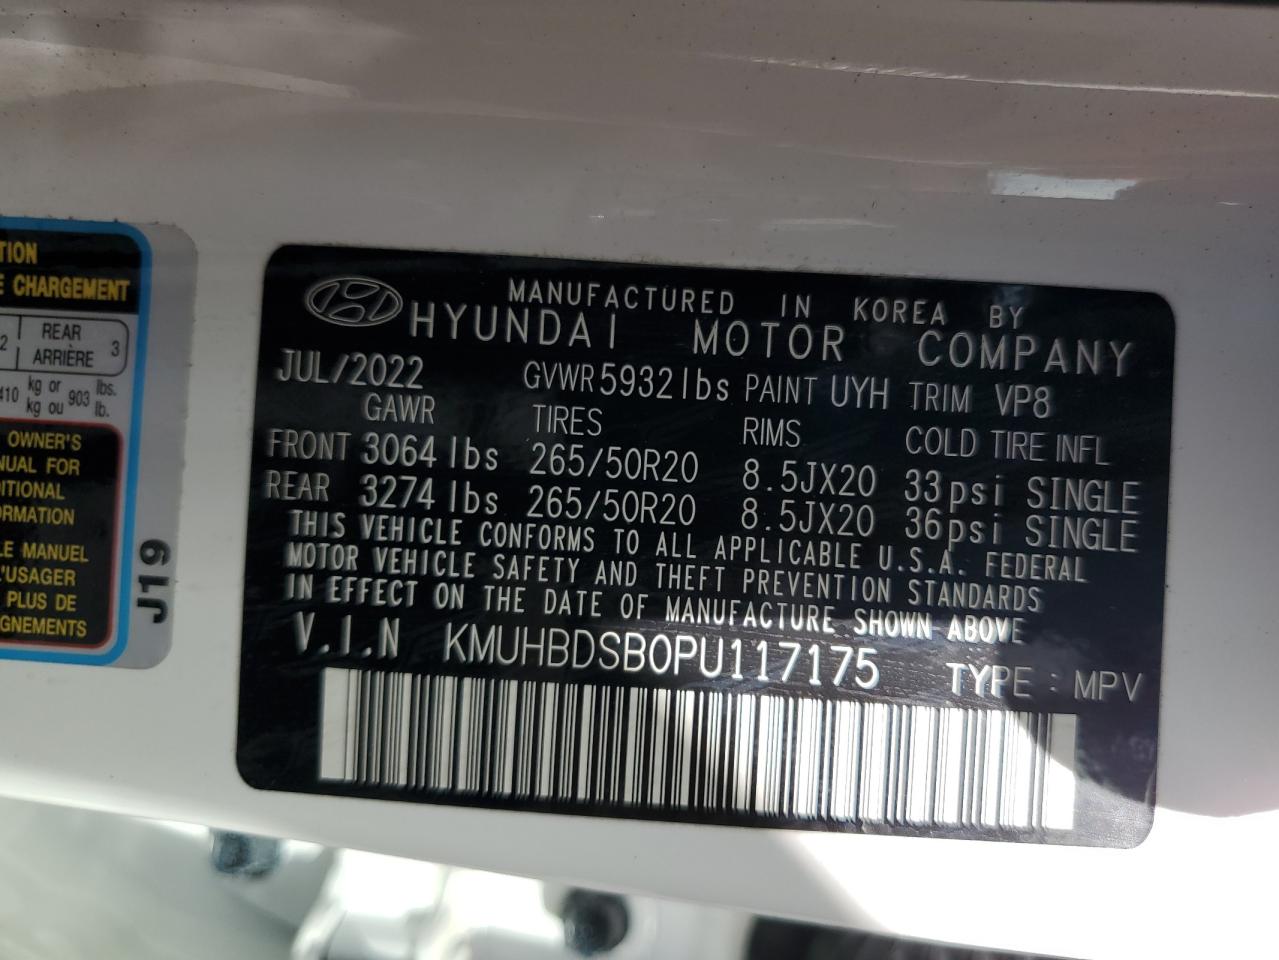 TION
E CHARGEMENT
2 REAR ARRIÈRE 3
410 kg or kg ou 903 lbs. lb.
OWNER'S
NUAL FOR
DITIONAL
ORMATION
LE MANUEL
L'USAGER
PLUS DE
GNEMENTS
J19
MANUFACTURED IN KOREA BY
HYUNDAI MOTOR COMPANY
JUL/2022 GVWR 5932 lbs PAINT UYH TRIM VP8
GAWR TIRES RIMS COLD TIRE INFL
FRONT 3064 lbs 265/50R20 8.5JX20 33psi SINGLE
REAR 3274 lbs 265/50R20 8.5JX20 36psi SINGLE
THIS VEHICLE CONFORMS TO ALL APPLICABLE U.S.A. FEDERAL
MOTOR VEHICLE SAFETY AND THEFT PREVENTION STANDARDS
IN EFFECT ON THE DATE OF MANUFACTURE SHOWN ABOVE
V.I.N KMUHBDSB0PU117175 TYPE : MPV